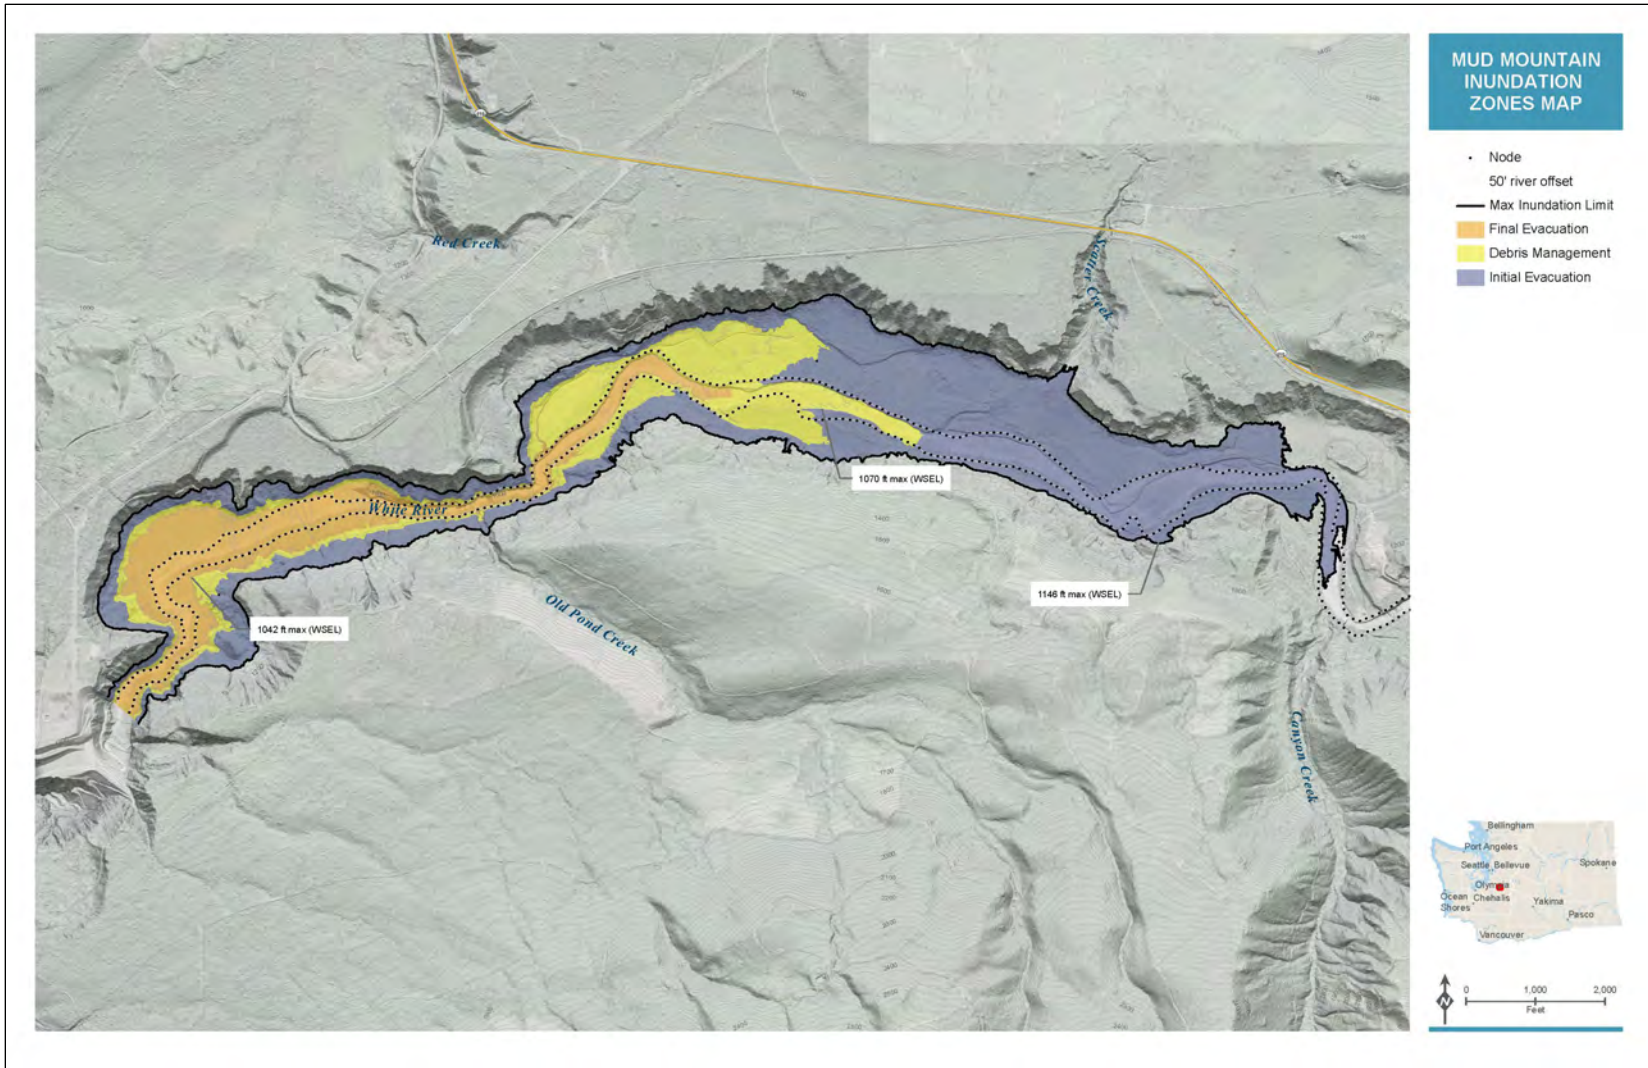 MUD MOUNTAIN
INUNDATION
ZONES MAP
Node
50' river offset
Max Inundation Limit
Final Evacuation
Debris Management
Initial Evacuation
Red Creek
Scatter Creek
1070 ft max (WSEL)
White River
1146 ft max (WSEL)
Old Pond Creek
1042 ft max (WSEL)
Canyon Creek
Bellingham
Port Angeles
Seattle Bellevue
Spokane
Olympia
Ocean
Shores
Chehalis
Yakima
Pasco
Vancouver
N
0 1,000 2,000
Feet